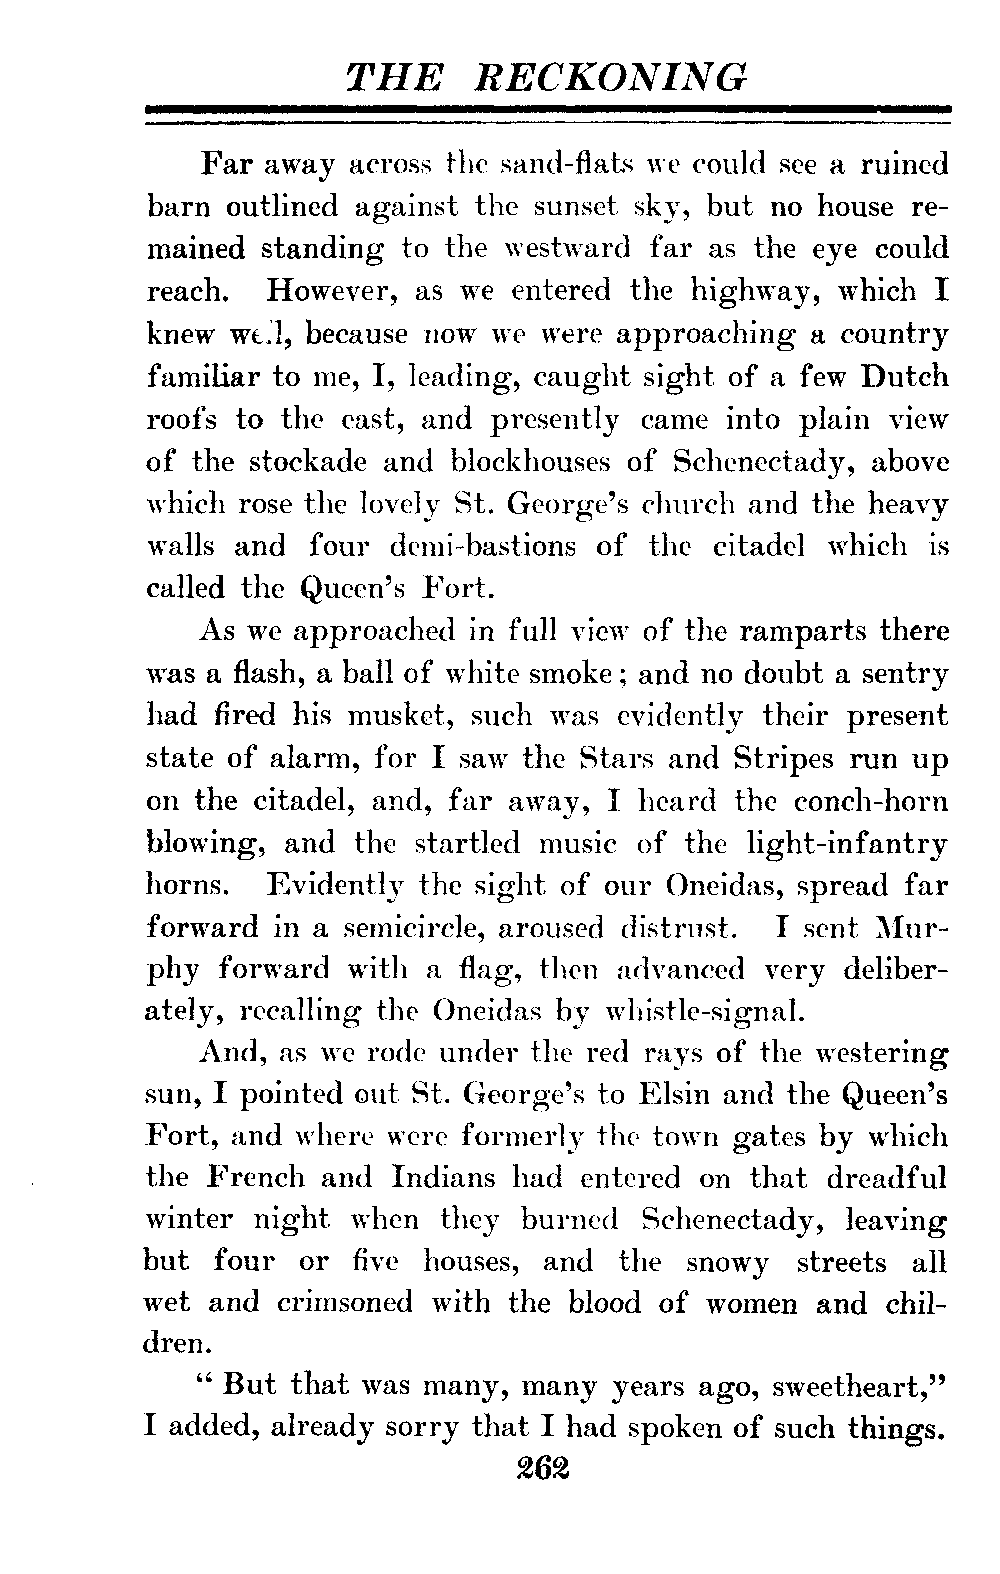 THE RECKONING
Far away across the sand-flats we could see a ruined
barn outlined against the sunset sky, but no house re-
mained standing to the westward far as the eye could
reach. However, as we entered the highway, which I
knew well, because now we were approaching a country
familiar to me, I, leading, caught sight of a few Dutch
roofs to the east, and presently came into plain view
of the stockade and blockhouses of Schenectady, above
which rose the lovely St. George's church and the heavy
walls and four demi-bastions of the citadel which is
called the Queen's Fort.
As we approached in full view of the ramparts there
was a flash, a ball of white smoke; and no doubt a sentry
had fired his musket, such was evidently their present
state of alarm, for I saw the Stars and Stripes run up
on the citadel, and, far away, I heard the conch-horn
blowing, and the startled music of the light-infantry
horns. Evidently the sight of our Oneidas, spread far
forward in a semicircle, aroused distrust. I sent Mur-
phy forward with a flag, then advanced very deliber-
ately, recalling the Oneidas by whistle-signal.
And, as we rode under the red rays of the westering
sun, I pointed out St. George's to Elsin and the Queen's
Fort, and where were formerly the town gates by which
the French and Indians had entered on that dreadful
winter night when they burned Schenectady, leaving
but four or five houses, and the snowy streets all
wet and crimsoned with the blood of women and chil-
dren.
"But that was many, many years ago, sweetheart,"
I added, already sorry that I had spoken of such things.
262